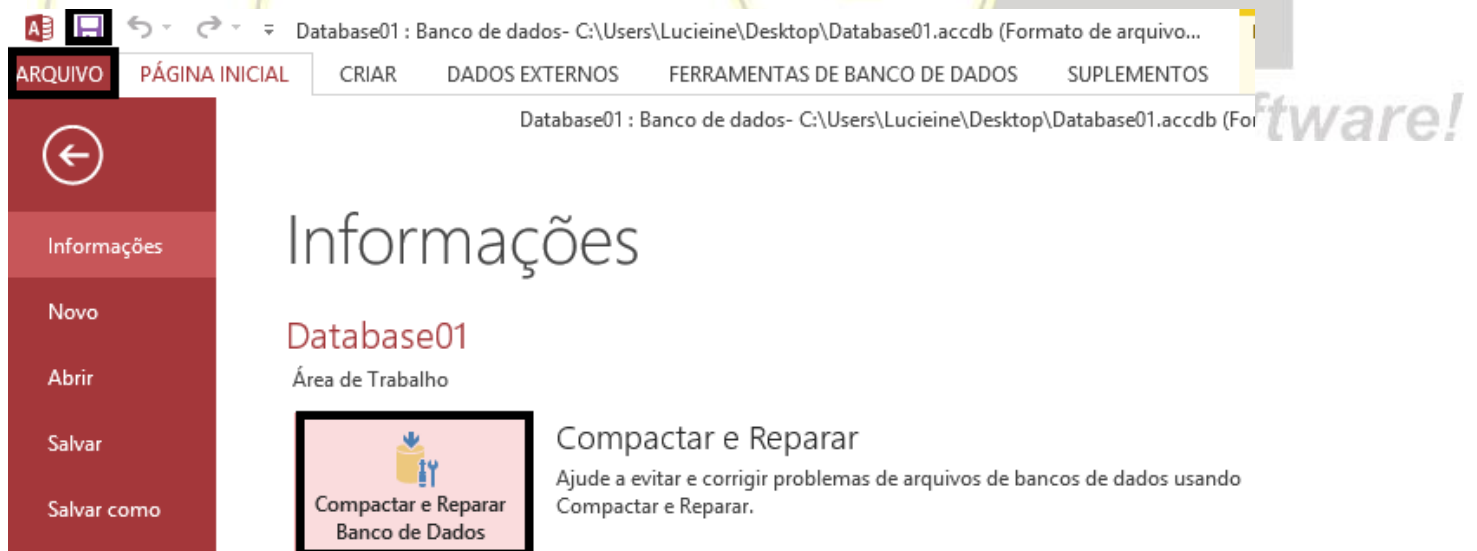 Database01 : Banco de dados- C:\Users\Lucieine\Desktop\Database01.accdb (Formato de arquivo...
ARQUIVO PÁGINA INICIAL CRIAR DADOS EXTERNOS FERRAMENTAS DE BANCO DE DADOS SUPLEMENTOS
Database01 : Banco de dados- C:\Users\Lucieine\Desktop\Database01.accdb (For
ftware!
Informações
Novo
Abrir
Salvar
Salvar como
Informações
Database01
Área de Trabalho
Compactar e Reparar
Banco de Dados
Compactar e Reparar
Ajude a evitar e corrigir problemas de arquivos de bancos de dados usando
Compactar e Reparar.